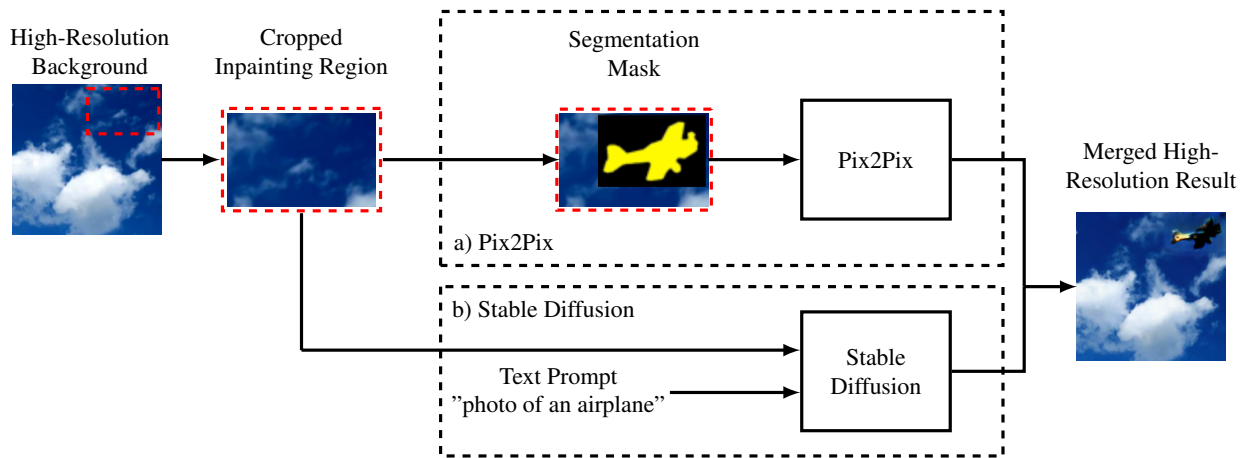 High-Resolution
Background
Cropped
Inpainting Region
Segmentation
Mask
Pix2Pix
a) Pix2Pix
Merged High-
Resolution Result
b) Stable Diffusion
Stable
Diffusion
Text Prompt
”photo of an airplane”